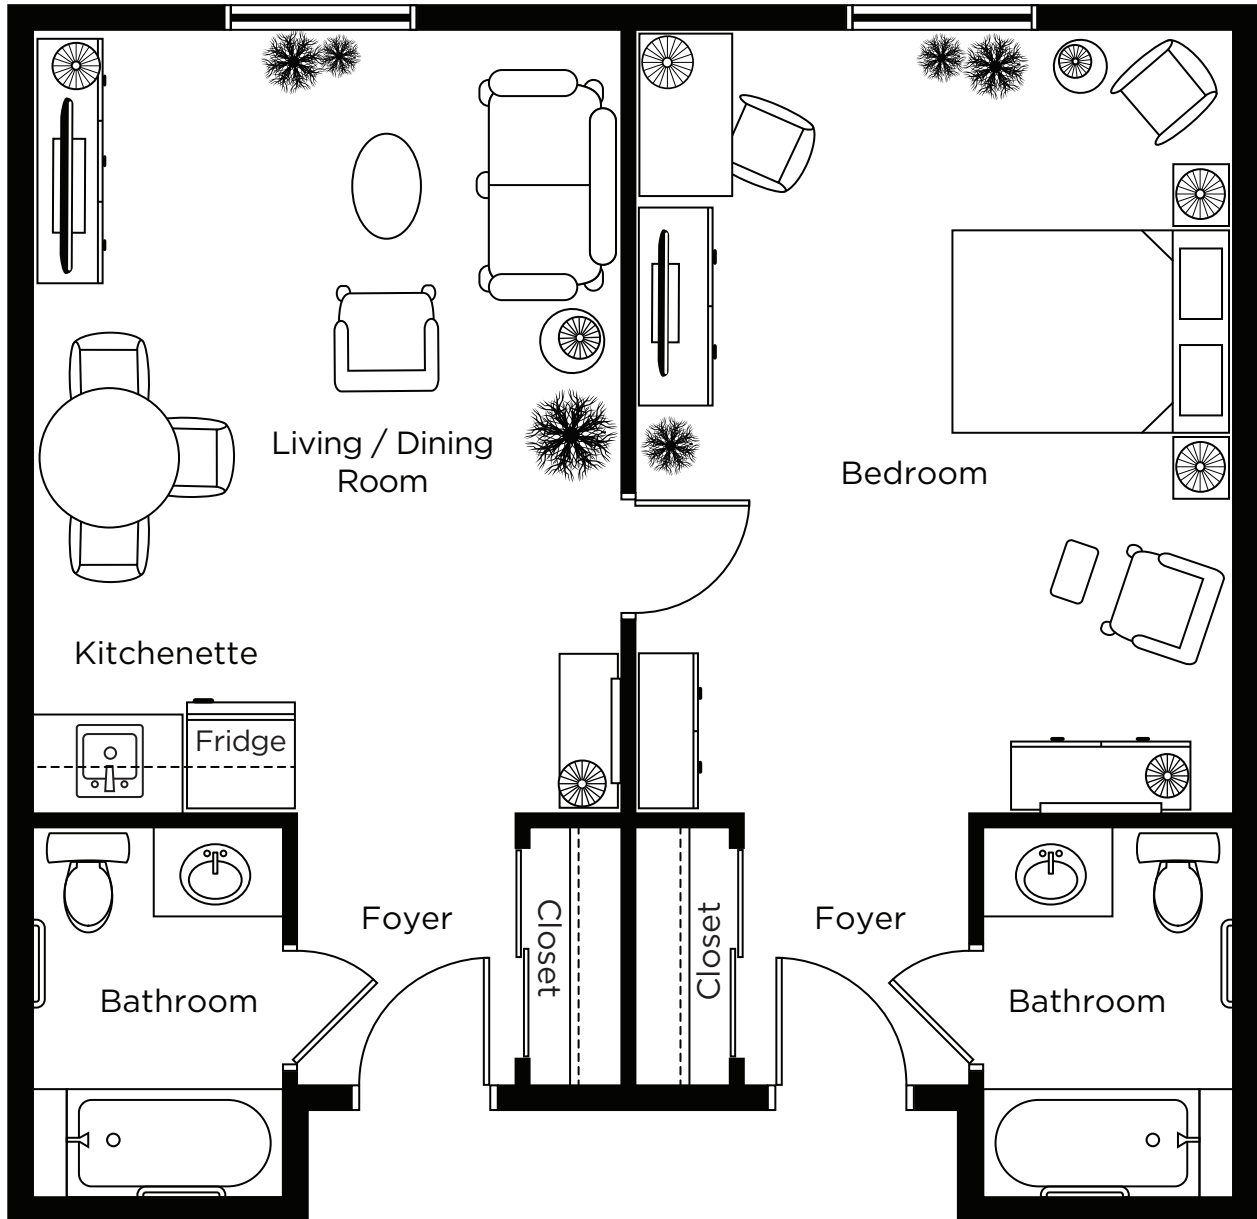 Living / Dining
Room
Bedroom
Kitchenette
Fridge
Foyer
Closet
Closet
Foyer
Bathroom
Bathroom